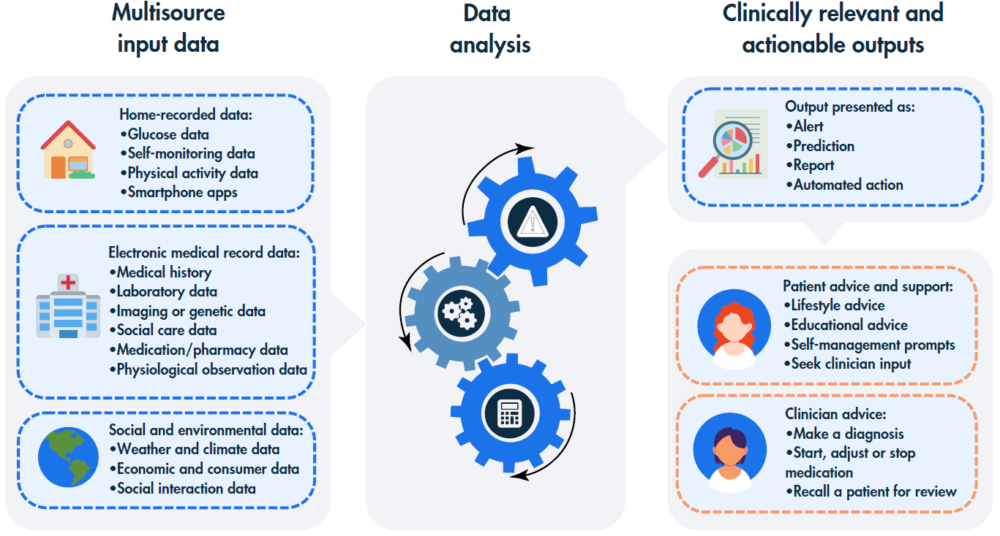 Multisource
input data
Home-recorded data:
•Glucose data
•Self-monitoring data
•Physical activity data
•Smartphone apps
Electronic medical record data:
•Medical history
•Laboratory data
•Imaging or genetic data
•Social care data
•Medication/pharmacy data
•Physiological observation data
Social and environmental data:
•Weather and climate data
•Economic and consumer data
•Social interaction data
Data
analysis
Clinically relevant and
actionable outputs
Output presented as:
•Alert
•Prediction
•Report
•Automated action
Patient advice and support:
•Lifestyle advice
•Educational advice
•Self-management prompts
•Seek clinician input
Clinician advice:
•Make a diagnosis
•Start, adjust or stop
medication
•Recall a patient for review